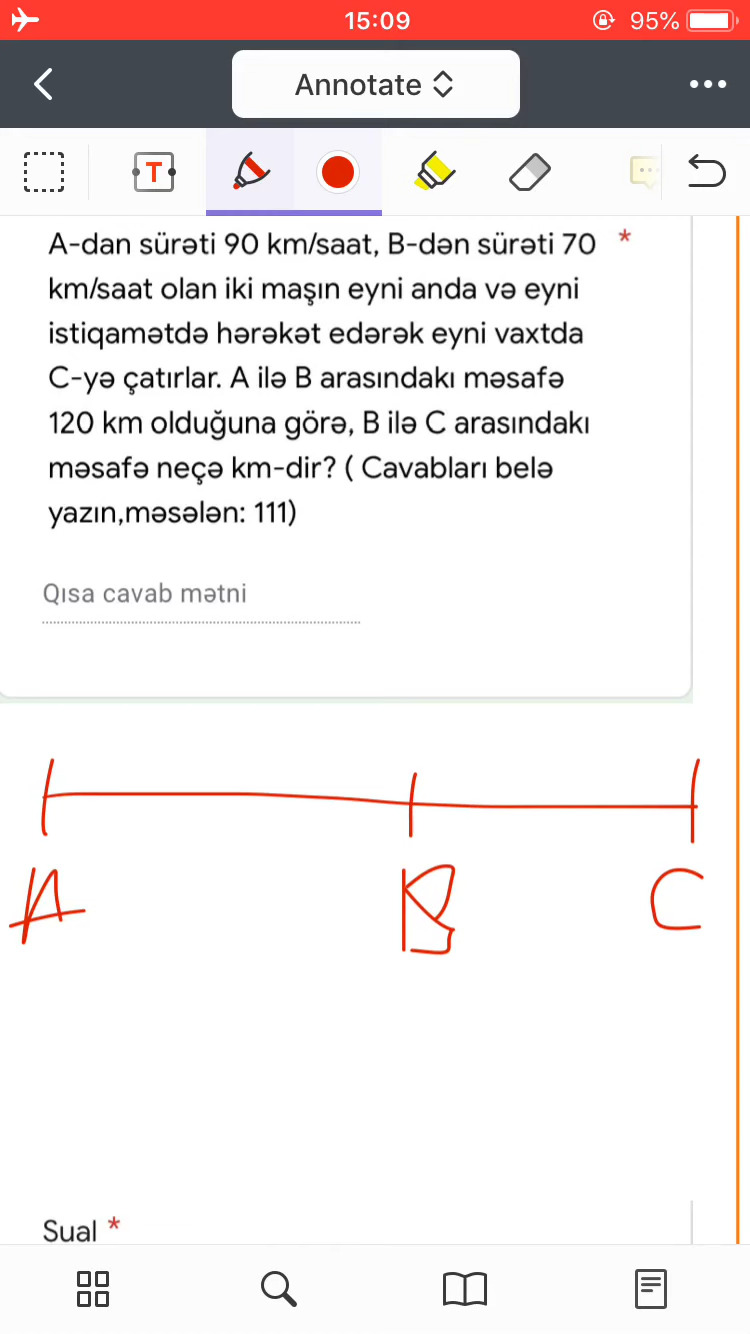 15:09
95%
Annotate
T
A-dan sürəti 90 km/saat, B-dən sürəti 70 *
km/saat olan iki maşın eyni anda və eyni
istiqamətdə hərəkət edərək eyni vaxtda
C-yə çatırlar. A ilə B arasındakı məsafə
120 km olduğuna görə, B ilə C arasındakı
məsafə neçə km-dir? ( Cavabları belə
yazın,məsələn: 111)
Qısa cavab mətni
A B C
Sual *